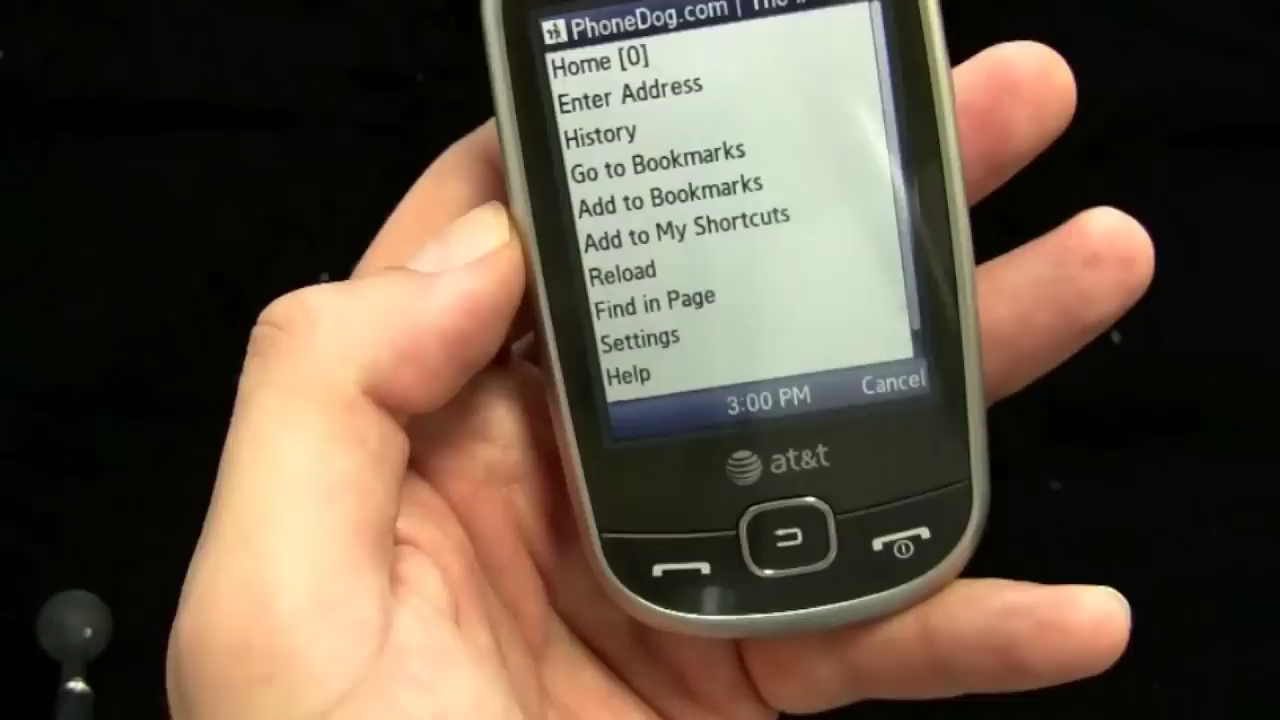 PhoneDog.com | The
Home [0]
Enter Address
History
Go to Bookmarks
Add to Bookmarks
Add to My Shortcuts
Reload
Find in Page
Settings
Help
3:00 PM Cancel
at&t